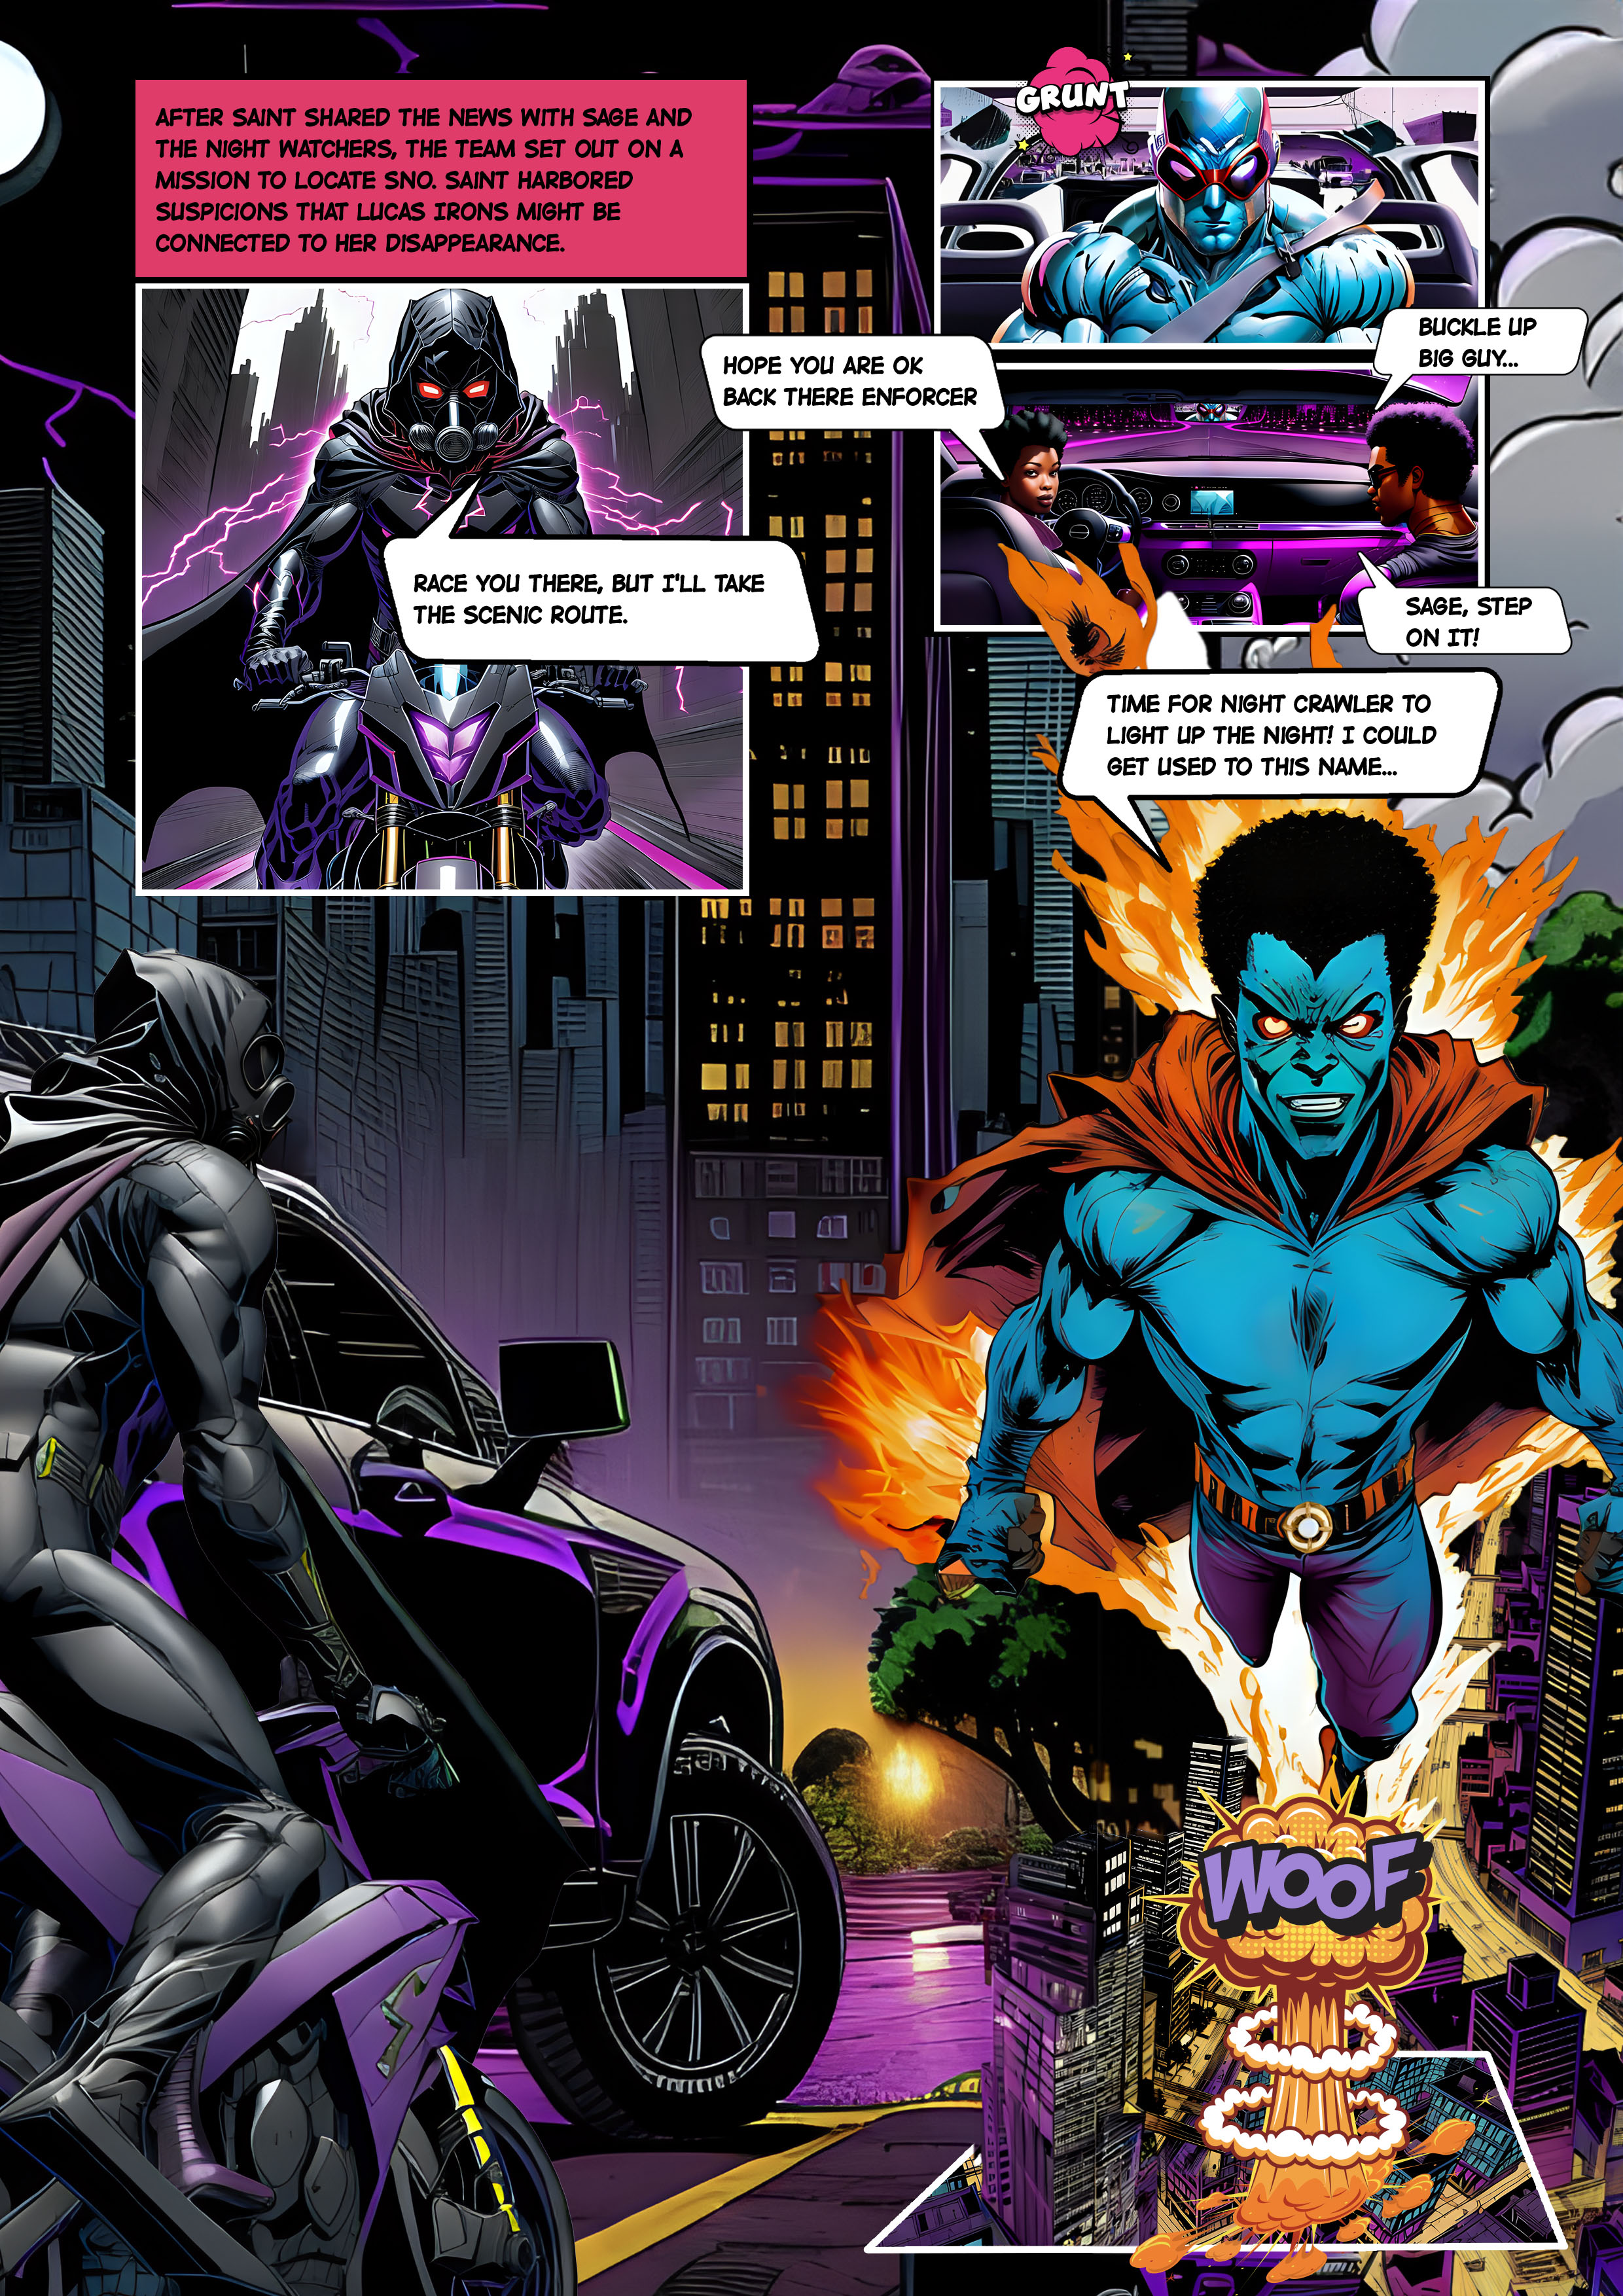 AFTER SAINT SHARED THE NEWS WITH SAGE AND
THE NIGHT WATCHERS, THE TEAM SET OUT ON A
MISSION TO LOCATE SNO. SAINT HARBORED
SUSPICIONS THAT LUCAS IRONS MIGHT BE
CONNECTED TO HER DISAPPEARANCE.
RACE YOU THERE, BUT I'LL TAKE
THE SCENIC ROUTE.
GRUNT
BUCKLE UP
BIG GUY...
HOPE YOU ARE OK
BACK THERE ENFORCER
SAGE, STEP
ON IT!
TIME FOR NIGHT CRAWLER TO
LIGHT UP THE NIGHT! I COULD
GET USED TO THIS NAME...
WOOF